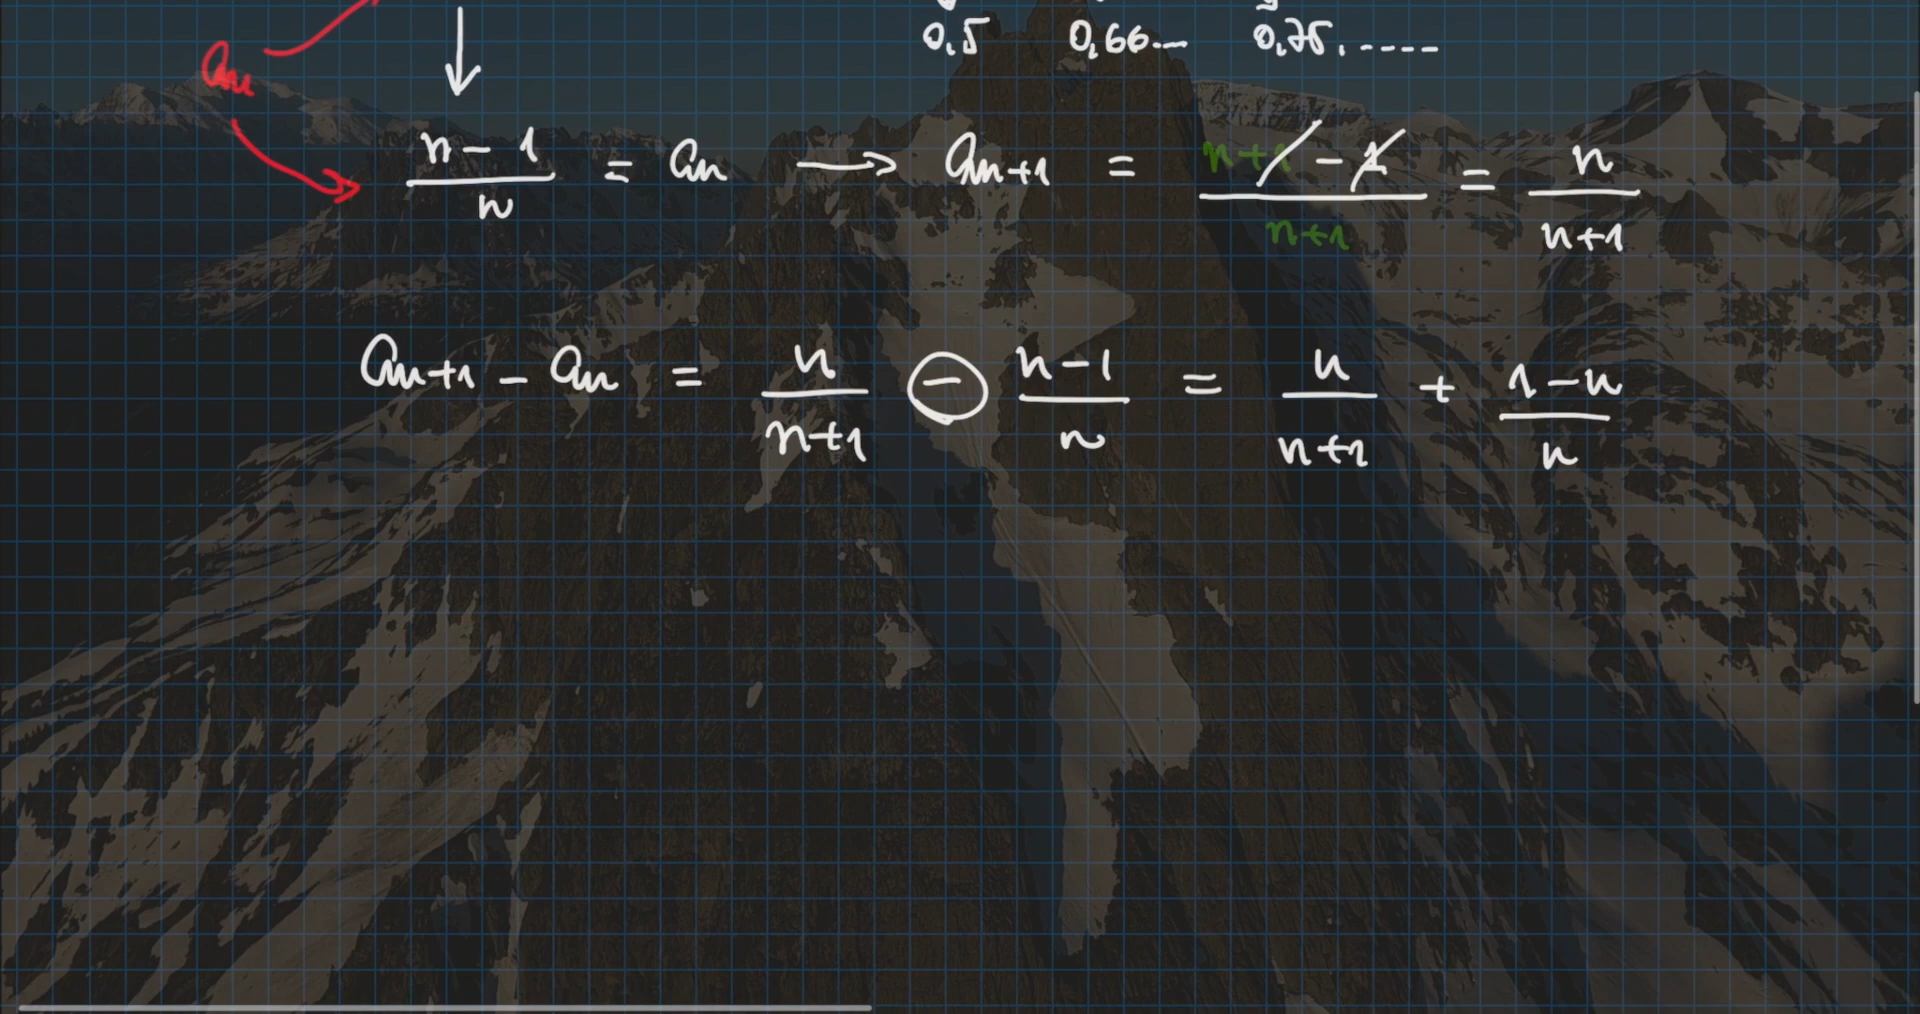 0,5 0,66... 0,75.....
an
n-1/n = an → an+1 = n+1-1/n+1 = n/n+1
an+1 - an = n/n+1 - n-1/n = n/n+1 + 1-n/n